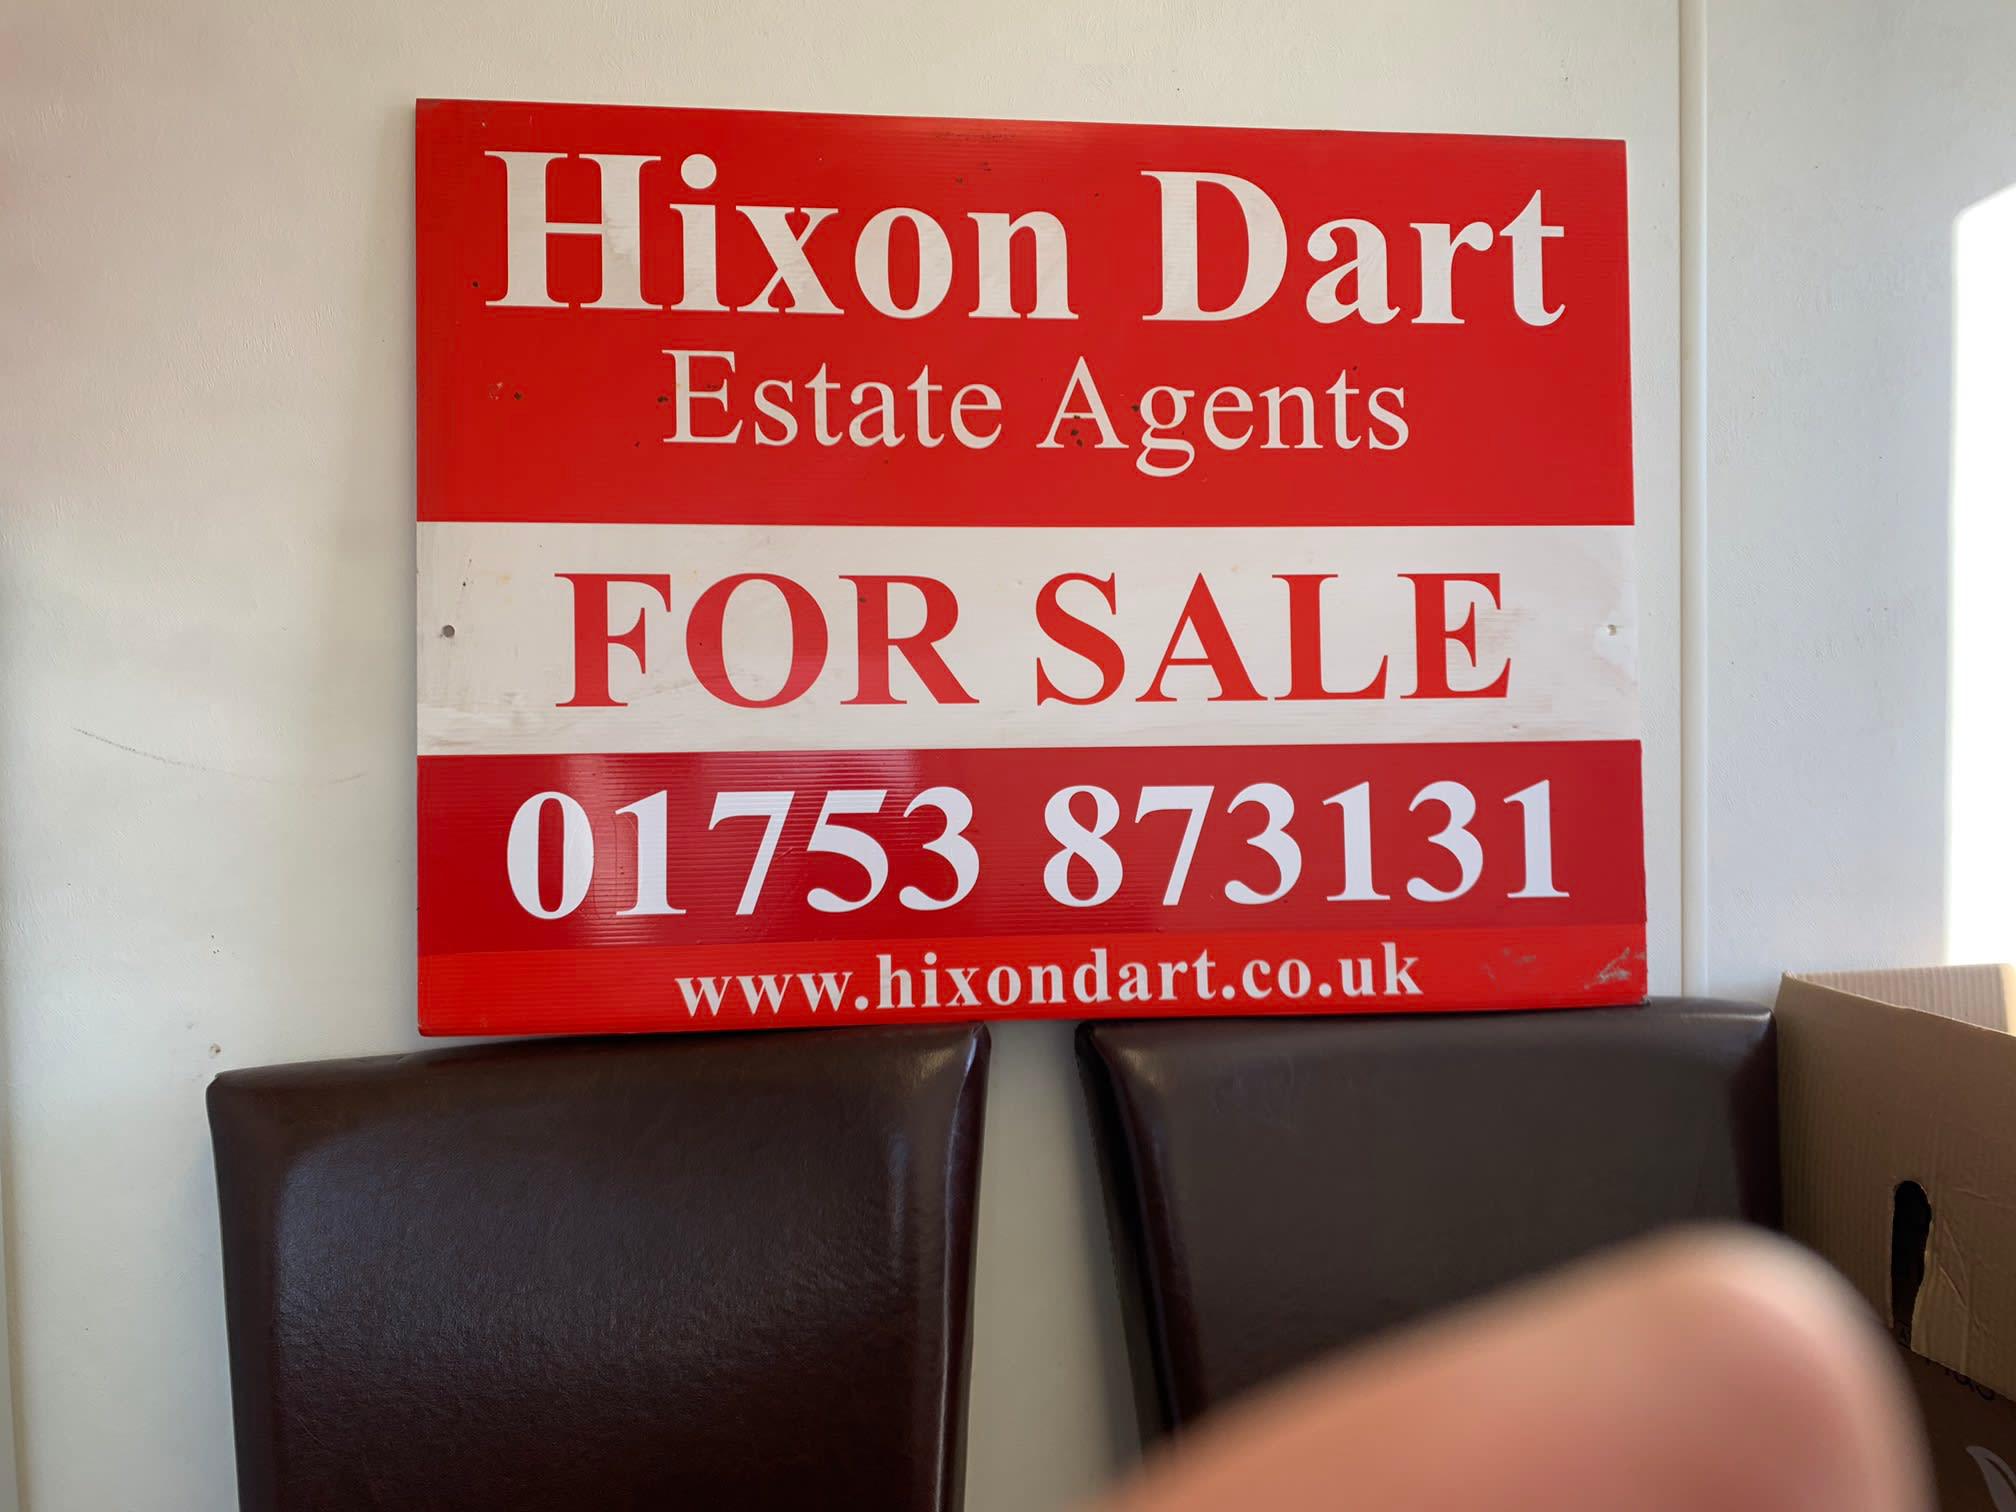 Hixon Dart
Estate Agents
FOR SALE
01753 873131
www.hixondart.co.uk